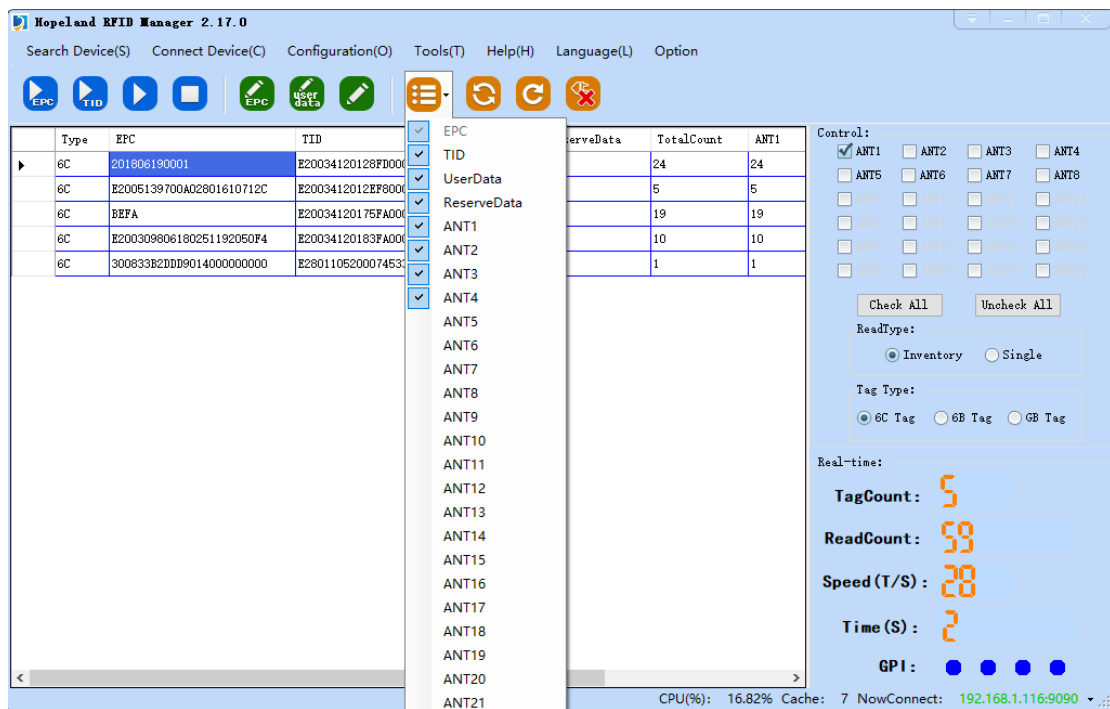 Hopeland RFID Manager 2.17.0
Search Device(S) Connect Device(C) Configuration(O) Tools(T) Help(H) Language(L) Option
EPC TID EPC user data
Type EPC TID erveData TotalCount ANT1
6C 201806190001 E20034120128FD000 24 24
6C E2005139700A02801610712C E2003412012EF8000 5 5
6C BEFA E20034120175FA000 19 19
6C E200309806180251192050F4 E20034120183FA000 10 10
6C 300833B2DDD9014000000000 E2801105200074533 1 1
EPC
TID
UserData
ReserveData
ANT1
ANT2
ANT3
ANT4
ANT5
ANT6
ANT7
ANT8
ANT9
ANT10
ANT11
ANT12
ANT13
ANT14
ANT15
ANT16
ANT17
ANT18
ANT19
ANT20
ANT21
Control:
ANT1 ANT2 ANT3 ANT4
ANT5 ANT6 ANT7 ANT8
Check All Uncheck All
ReadType:
Inventory Single
Tag Type:
6C Tag 6B Tag GB Tag
Real-time:
TagCount: 5
ReadCount: 59
Speed(T/S): 28
Time(S): 2
GPI:
CPU(%): 16.82% Cache: 7 NowConnect: 192.168.1.116:9090